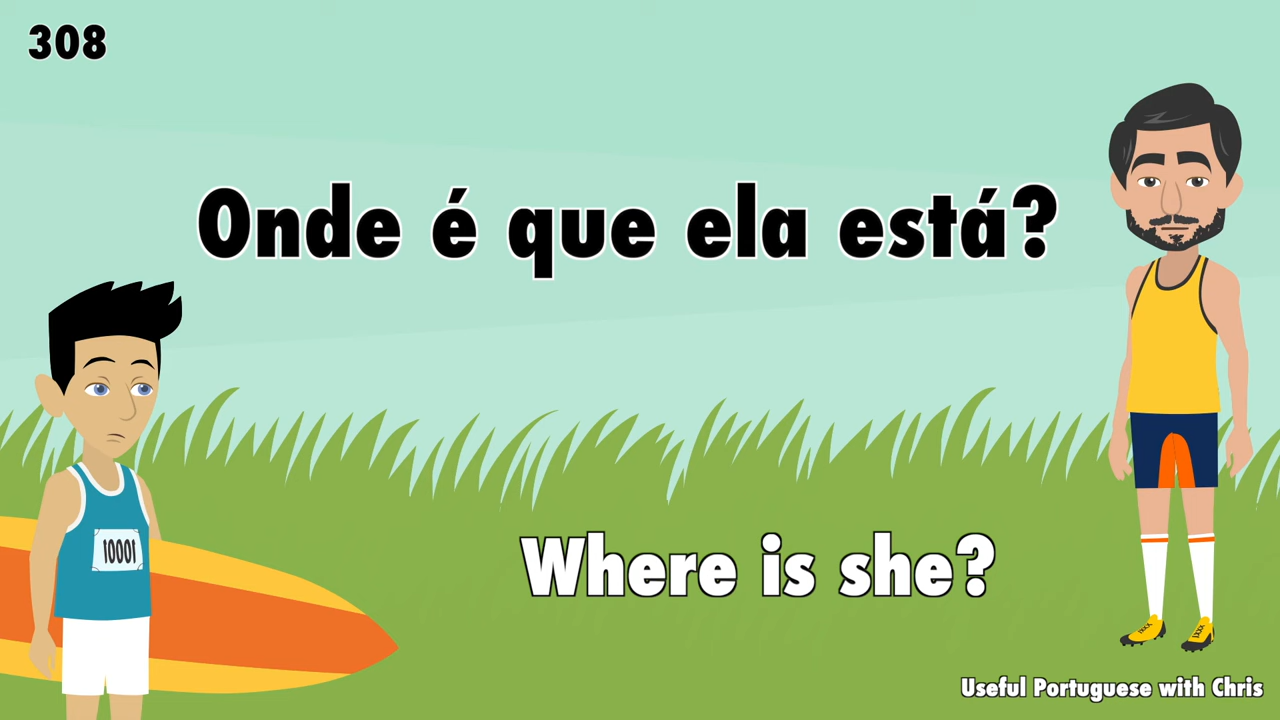 308
Onde é que ela está?
10001
Where is she?
Useful Portuguese with Chris